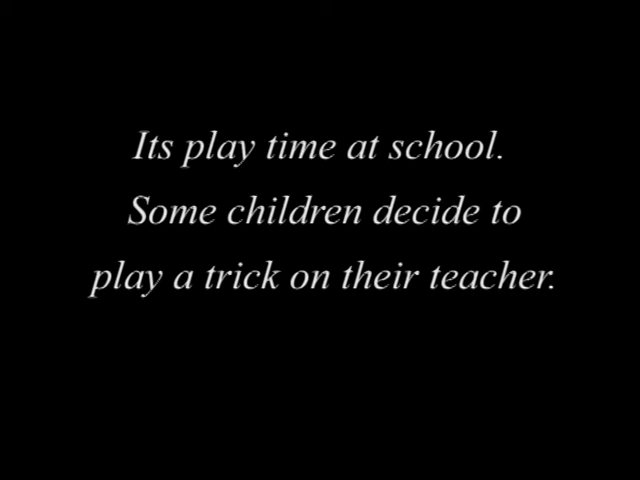 Its play time at school.
Some children decide to
play a trick on their teacher.